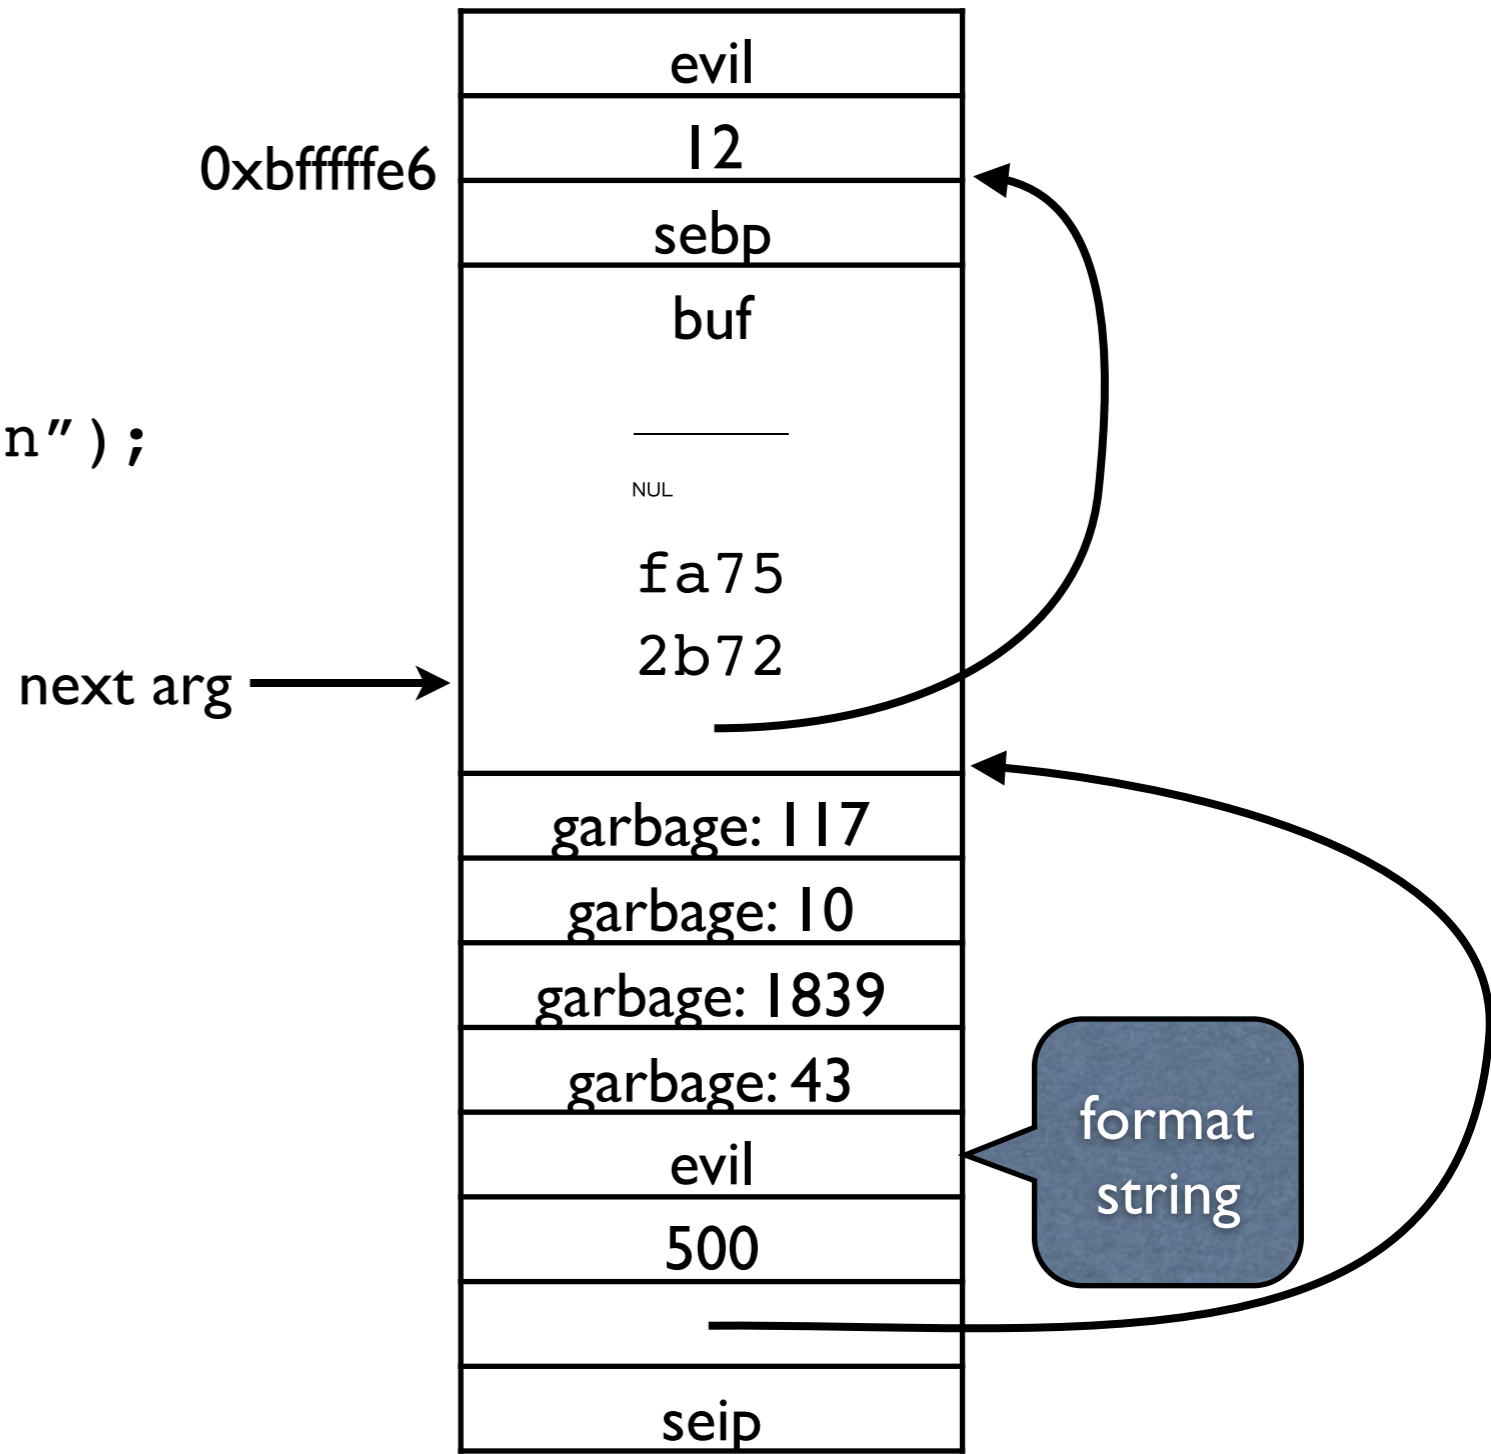 evil
0xbfffffe6
12
sebp
buf
n");
NUL
fa75
2b72
next arg
garbage: 117
garbage: 10
garbage: 1839
garbage: 43
evil
format
string
500
seip